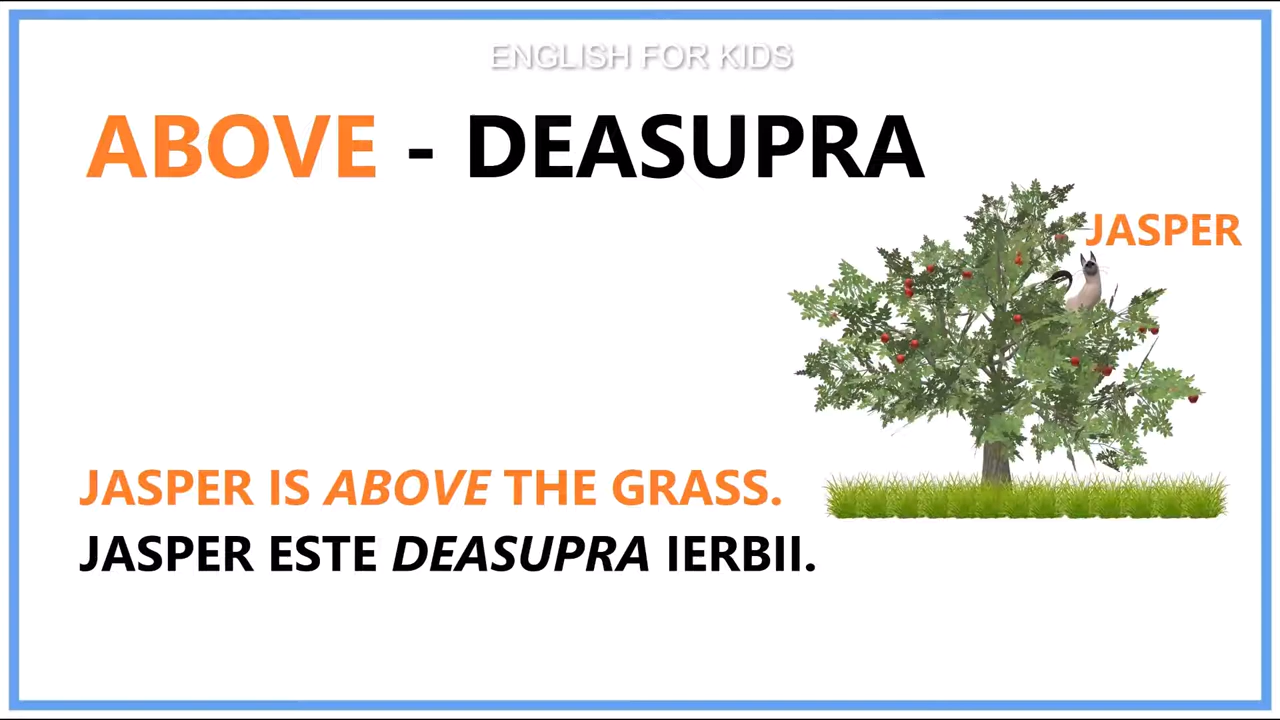 ENGLISH FOR KIDS
ABOVE - DEASUPRA
JASPER
JASPER IS ABOVE THE GRASS.
JASPER ESTE DEASUPRA IERBII.